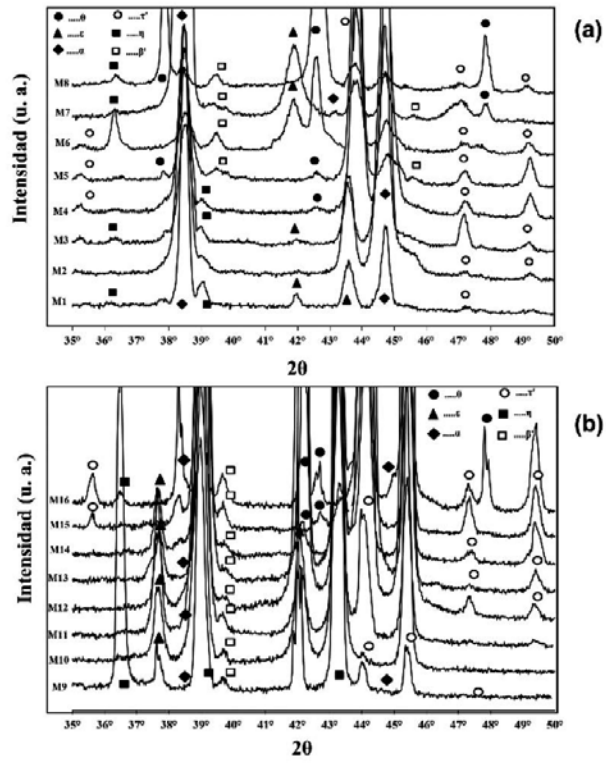 (a)
.....θ .....τ'
.....ε .....η
.....α .....β'
Intensidad (u. a.)
M8
M7
M6
M5
M4
M3
M2
M1
35° 36° 37° 38° 39° 40° 41° 42° 43° 44° 45° 46° 47° 48° 49° 50°
2θ
(b)
.....θ .....τ'
.....ε .....η
.....α .....β'
Intensidad (u. a.)
M16
M15
M14
M13
M12
M11
M10
M9
35° 36° 37° 38° 39° 40° 41° 42° 43° 44° 45° 46° 47° 48° 49° 50°
2θ